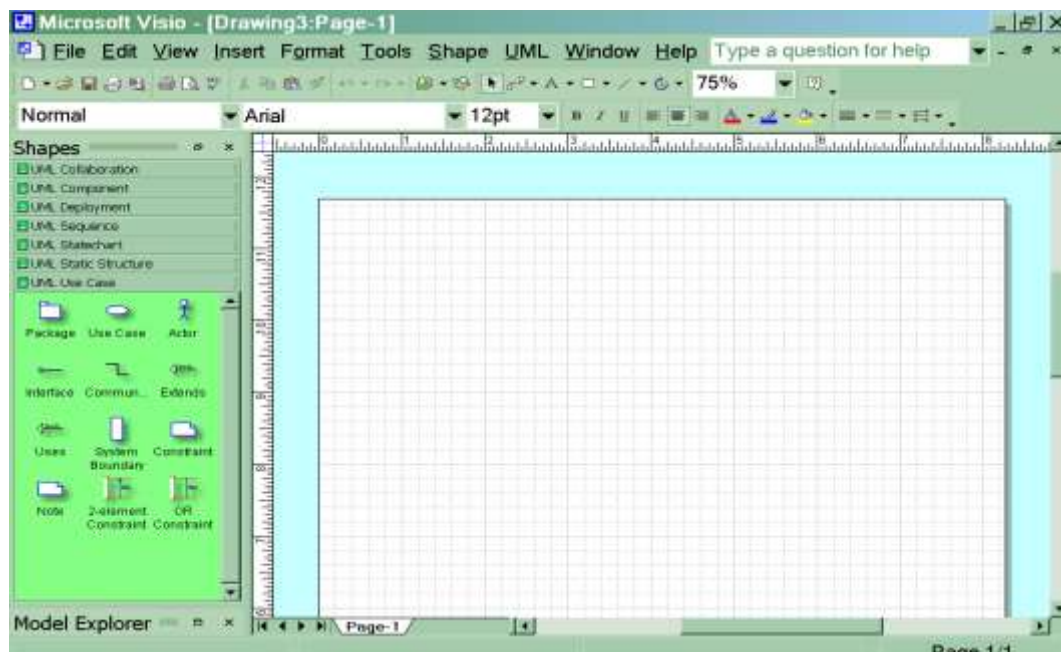 Microsoft Visio - [Drawing3:Page-1]
File Edit View Insert Format Tools Shape UML Window Help Type a question for help
75%
Normal Arial 12pt
Shapes
UML Collaboration
UML Component
UML Deployment
UML Sequence
UML Statechart
UML Static Structure
UML Use Case
Package Use Case Actor
Interface Commun... Extends
Uses System Boundary Constraint
Note 2-element Constraint OR Constraint
Model Explorer
Page-1
Page 1/1